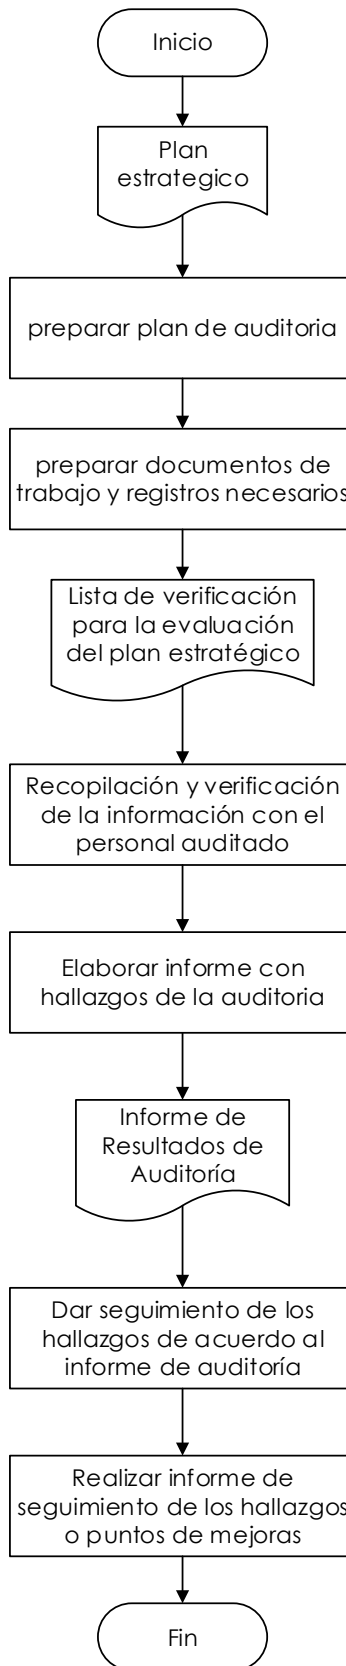 Inicio
Plan
estrategico
preparar plan de auditoria
preparar documentos de
trabajo y registros necesarios
Lista de verificación
para la evaluación
del plan estratégico
Recopilación y verificación
de la información con el
personal auditado
Elaborar informe con
hallazgos de la auditoria
Informe de
Resultados de
Auditoría
Dar seguimiento de los
hallazgos de acuerdo al
informe de auditoría
Realizar informe de
seguimiento de los hallazgos
o puntos de mejoras
Fin